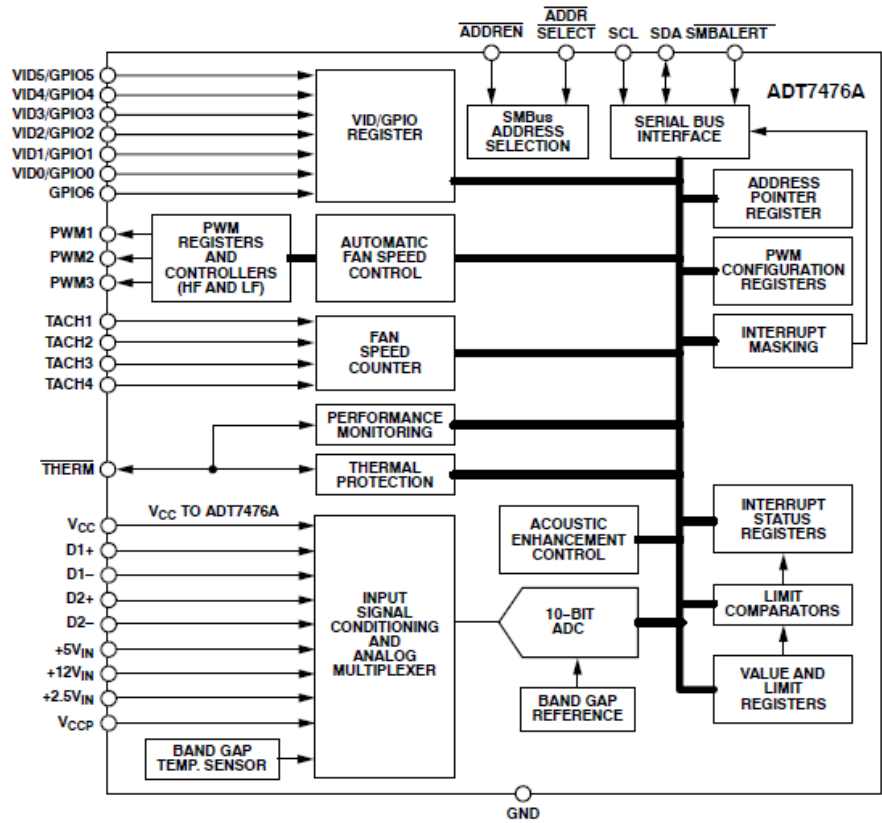 ADDREN
ADDR
SELECT
SCL
SDA
SMBALERT
ADT7476A
VID5/GPIO5
VID4/GPIO4
VID3/GPIO3
VID2/GPIO2
VID1/GPIO1
VID0/GPIO0
GPIO6
VID/GPIO
REGISTER
SMBus
ADDRESS
SELECTION
SERIAL BUS
INTERFACE
ADDRESS
POINTER
REGISTER
PWM1
PWM2
PWM3
PWM
REGISTERS
AND
CONTROLLERS
(HF AND LF)
AUTOMATIC
FAN SPEED
CONTROL
PWM
CONFIGURATION
REGISTERS
TACH1
TACH2
TACH3
TACH4
FAN
SPEED
COUNTER
INTERRUPT
MASKING
PERFORMANCE
MONITORING
THERM
THERMAL
PROTECTION
VCC
D1+
D1−
D2+
D2−
+5VIN
+12VIN
+2.5VIN
VCCP
VCC TO ADT7476A
INPUT
SIGNAL
CONDITIONING
AND
ANALOG
MULTIPLEXER
ACOUSTIC
ENHANCEMENT
CONTROL
INTERRUPT
STATUS
REGISTERS
10−BIT
ADC
LIMIT
COMPARATORS
BAND GAP
REFERENCE
VALUE AND
LIMIT
REGISTERS
BAND GAP
TEMP. SENSOR
GND